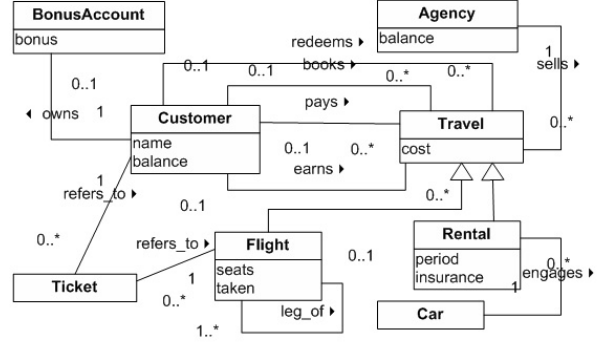 BonusAccount
bonus
Agency
balance
redeems
1
sells
0..1
books
0..1
0..*
0..*
0..1
pays
owns
1
Customer
name
balance
Travel
cost
0..*
0..1
0..*
earns
1
refers_to
0..1
0..*
0..*
refers_to
Flight
seats
taken
0..1
Rental
period
insurance
0..*
engages
1
Ticket
1
0..*
leg_of
1..*
Car